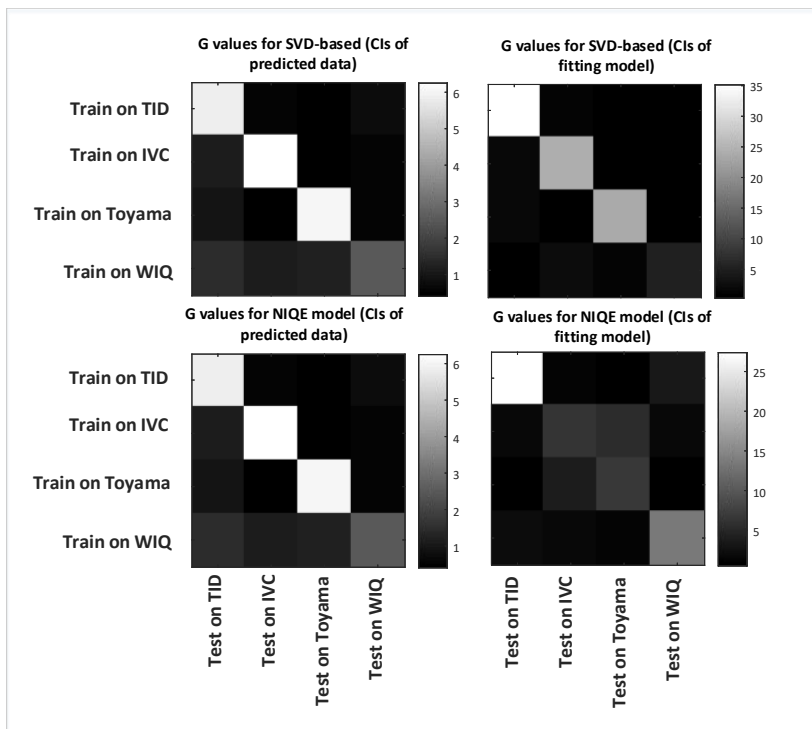 G values for SVD-based (CIs of
predicted data)
G values for SVD-based (CIs of
fitting model)
Train on TID
Train on IVC
Train on Toyama
Train on WIQ
6
5
4
3
2
1
35
30
25
20
15
10
5
G values for NIQE model (CIs of
predicted data)
G values for NIQE model (CIs of
fitting model)
Train on TID
Train on IVC
Train on Toyama
Train on WIQ
6
5
4
3
2
1
25
20
15
10
5
Test on TID
Test on IVC
Test on Toyama
Test on WIQ
Test on TID
Test on IVC
Test on Toyama
Test on WIQ